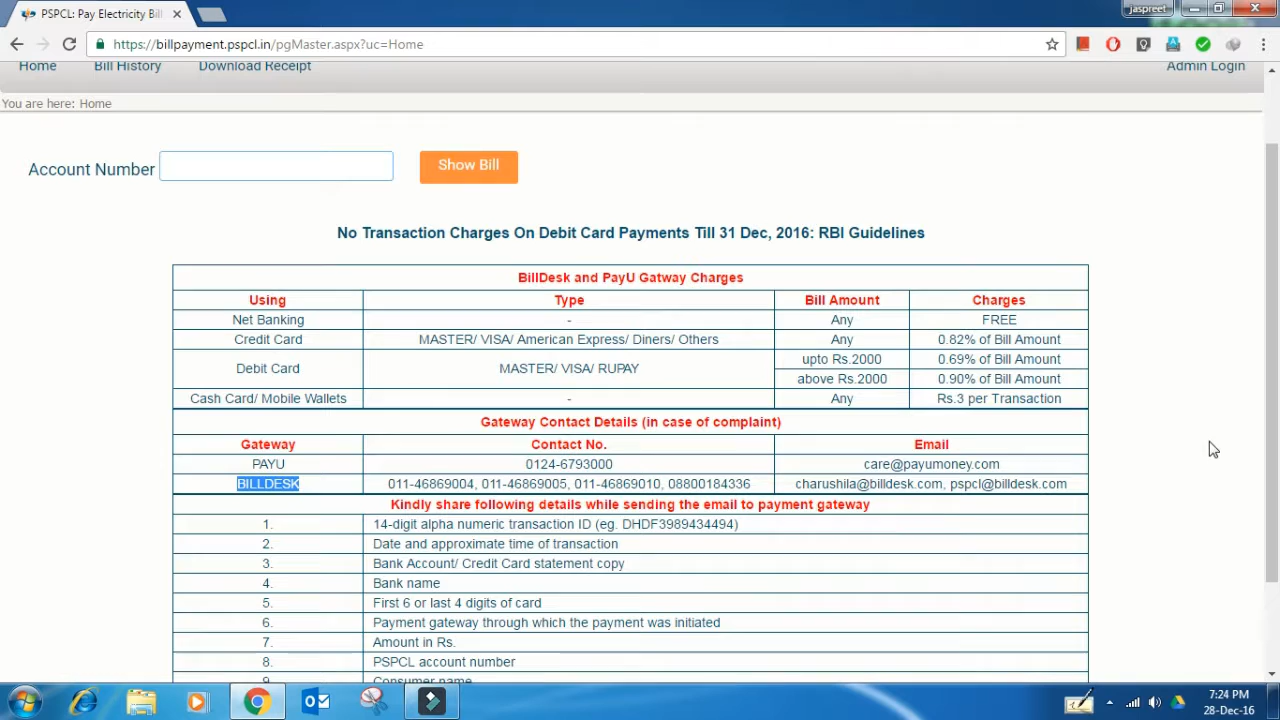 PSPCL: Pay Electricity Bill
jaspreet
https://billpayment.pspcl.in/pgMaster.aspx?uc=Home
Home Bill History Download Receipt Admin Login
You are here: Home
Account Number Show Bill
No Transaction Charges On Debit Card Payments Till 31 Dec, 2016: RBI Guidelines
BillDesk and PayU Gatway Charges
Using Type Bill Amount Charges
Net Banking - Any FREE
Credit Card MASTER/ VISA/ American Express/ Diners/ Others Any 0.82% of Bill Amount
Debit Card MASTER/ VISA/ RUPAY upto Rs.2000 0.69% of Bill Amount
above Rs.2000 0.90% of Bill Amount
Cash Card/ Mobile Wallets - Any Rs.3 per Transaction
Gateway Contact Details (in case of complaint)
Gateway Contact No. Email
PAYU 0124-6793000 care@payumoney.com
BILLDESK 011-46869004, 011-46869005, 011-46869010, 08800184336 charushila@billdesk.com, pspcl@billdesk.com
Kindly share following details while sending the email to payment gateway
1. 14-digit alpha numeric transaction ID (eg. DHDF3989434494)
2. Date and approximate time of transaction
3. Bank Account/ Credit Card statement copy
4. Bank name
5. First 6 or last 4 digits of card
6. Payment gateway through which the payment was initiated
7. Amount in Rs.
8. PSPCL account number
9. Consumer name
7:24 PM
28-Dec-16